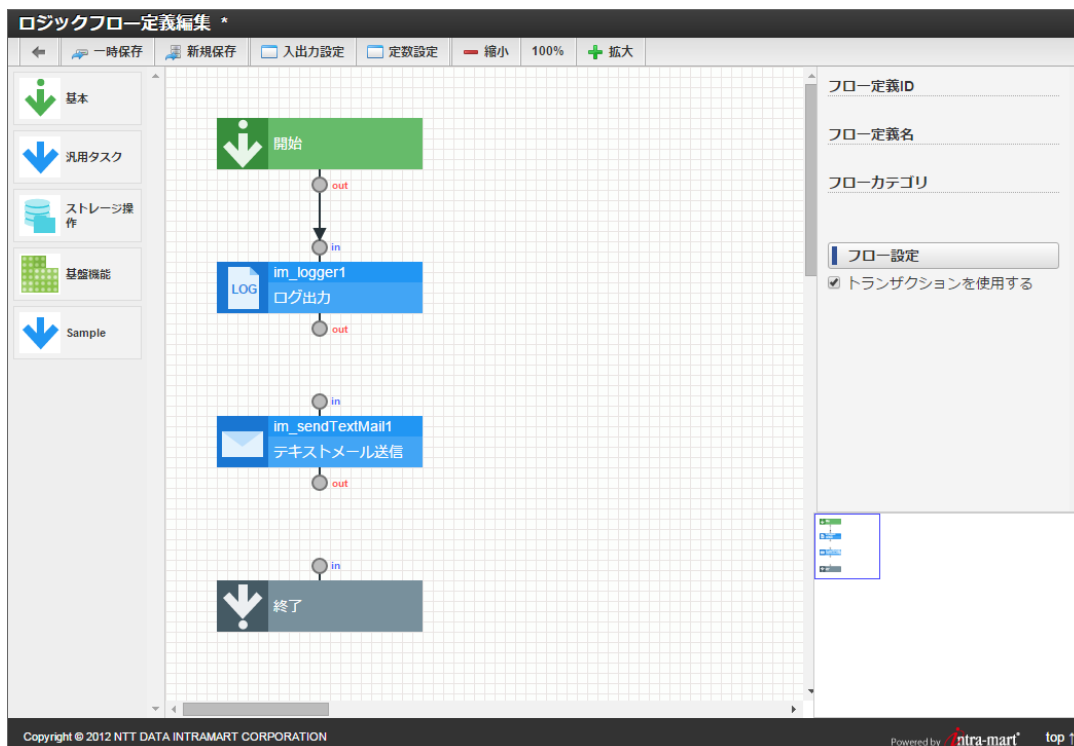 ロジックフロー定義編集 *
一時保存 新規保存 入出力設定 定数設定 縮小 100% 拡大
基本
汎用タスク
ストレージ操
作
基盤機能
Sample
開始
out
in
im_logger1
LOG
ログ出力
out
in
im_sendTextMail1
テキストメール送信
out
in
終了
フロー定義ID
フロー定義名
フローカテゴリ
フロー設定
トランザクションを使用する
Copyright © 2012 NTT DATA INTRAMART CORPORATION
Powered by intra-mart
top ↑